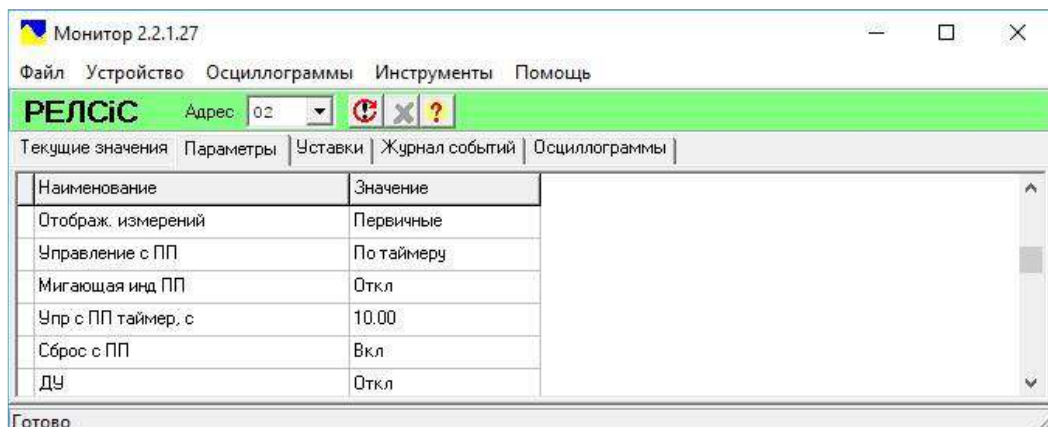 Монитор 2.2.1.27
Файл Устройство Осциллограммы Инструменты Помощь
РЕЛСіС Адрес 02 ?
Текущие значения Параметры Уставки Журнал событий Осциллограммы
Наименование Значение
Отображ. измерений Первичные
Управление с ПП По таймеру
Мигающая инд ПП Откл
Упр с ПП таймер, с 10.00
Сброс с ПП Вкл
ДУ Откл
Готово